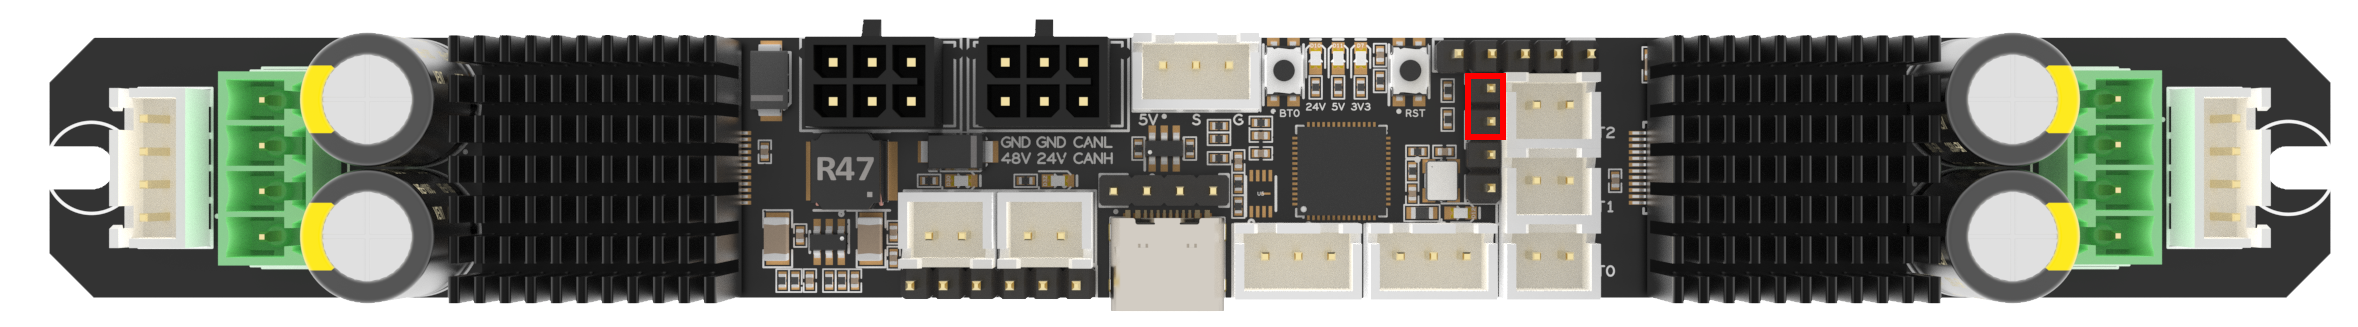 5V S G
BT0
24V 5V 3V3
RST
GND GND CANL
48V 24V CANH
R47
T2
T1
T0